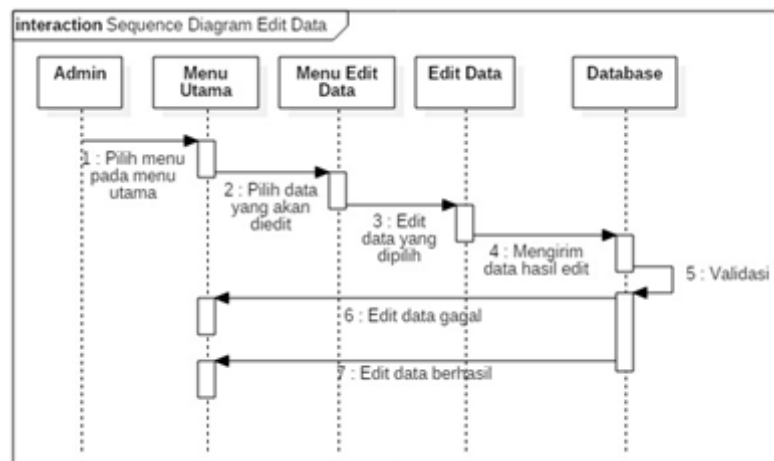 interaction Sequence Diagram Edit Data
Admin
Menu
Utama
Menu Edit
Data
Edit Data
Database
1 : Pilih menu
pada menu
utama
2 : Pilih data
yang akan
diedit
3 : Edit
data yang
dipilih
4 : Mengirim
data hasil edit
5 : Validasi
6 : Edit data gagal
7 : Edit data berhasil